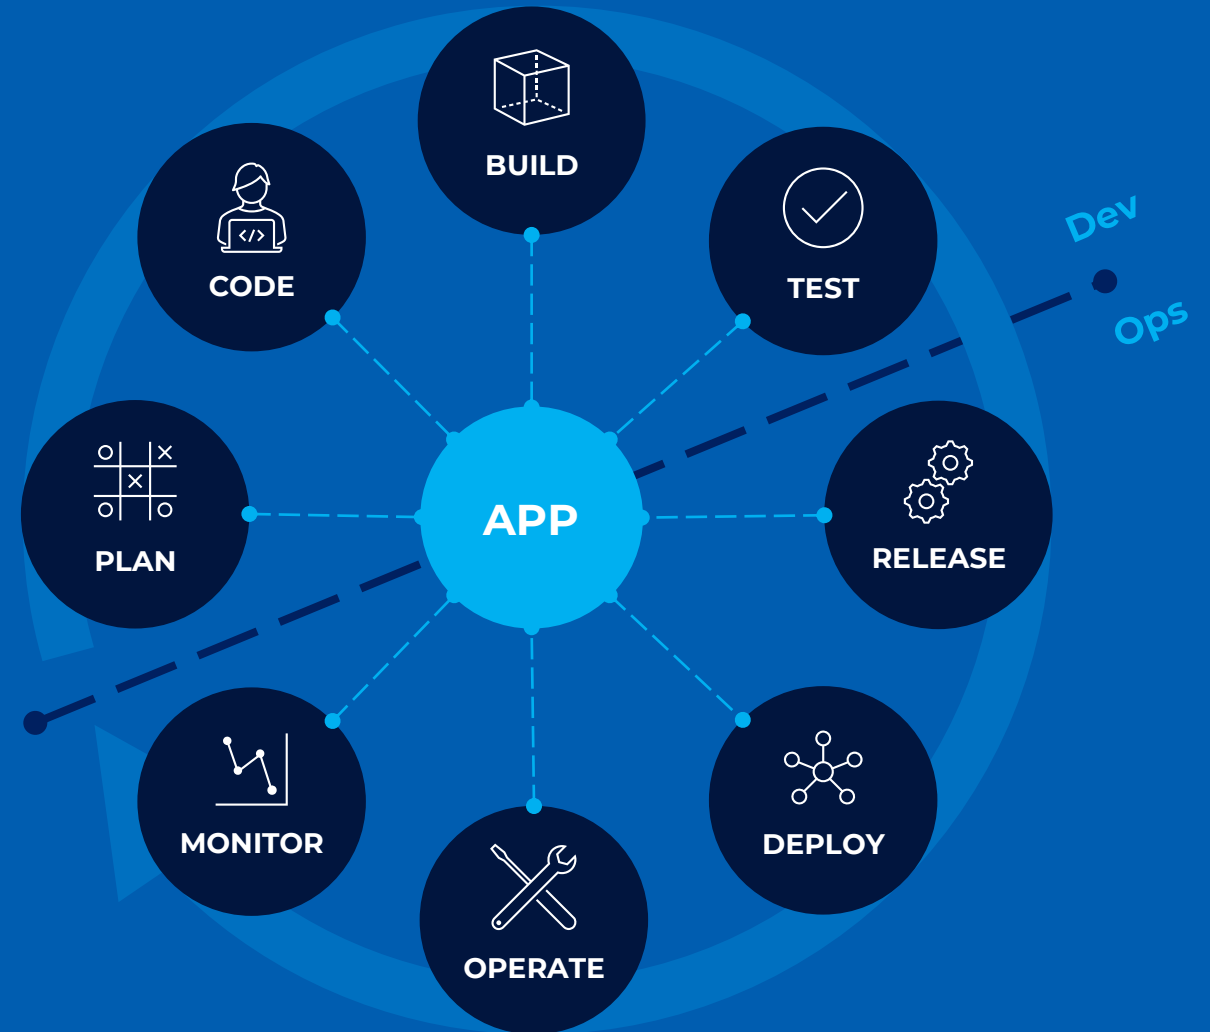 BUILD
CODE
TEST
Dev
Ops
PLAN
APP
RELEASE
MONITOR
DEPLOY
OPERATE